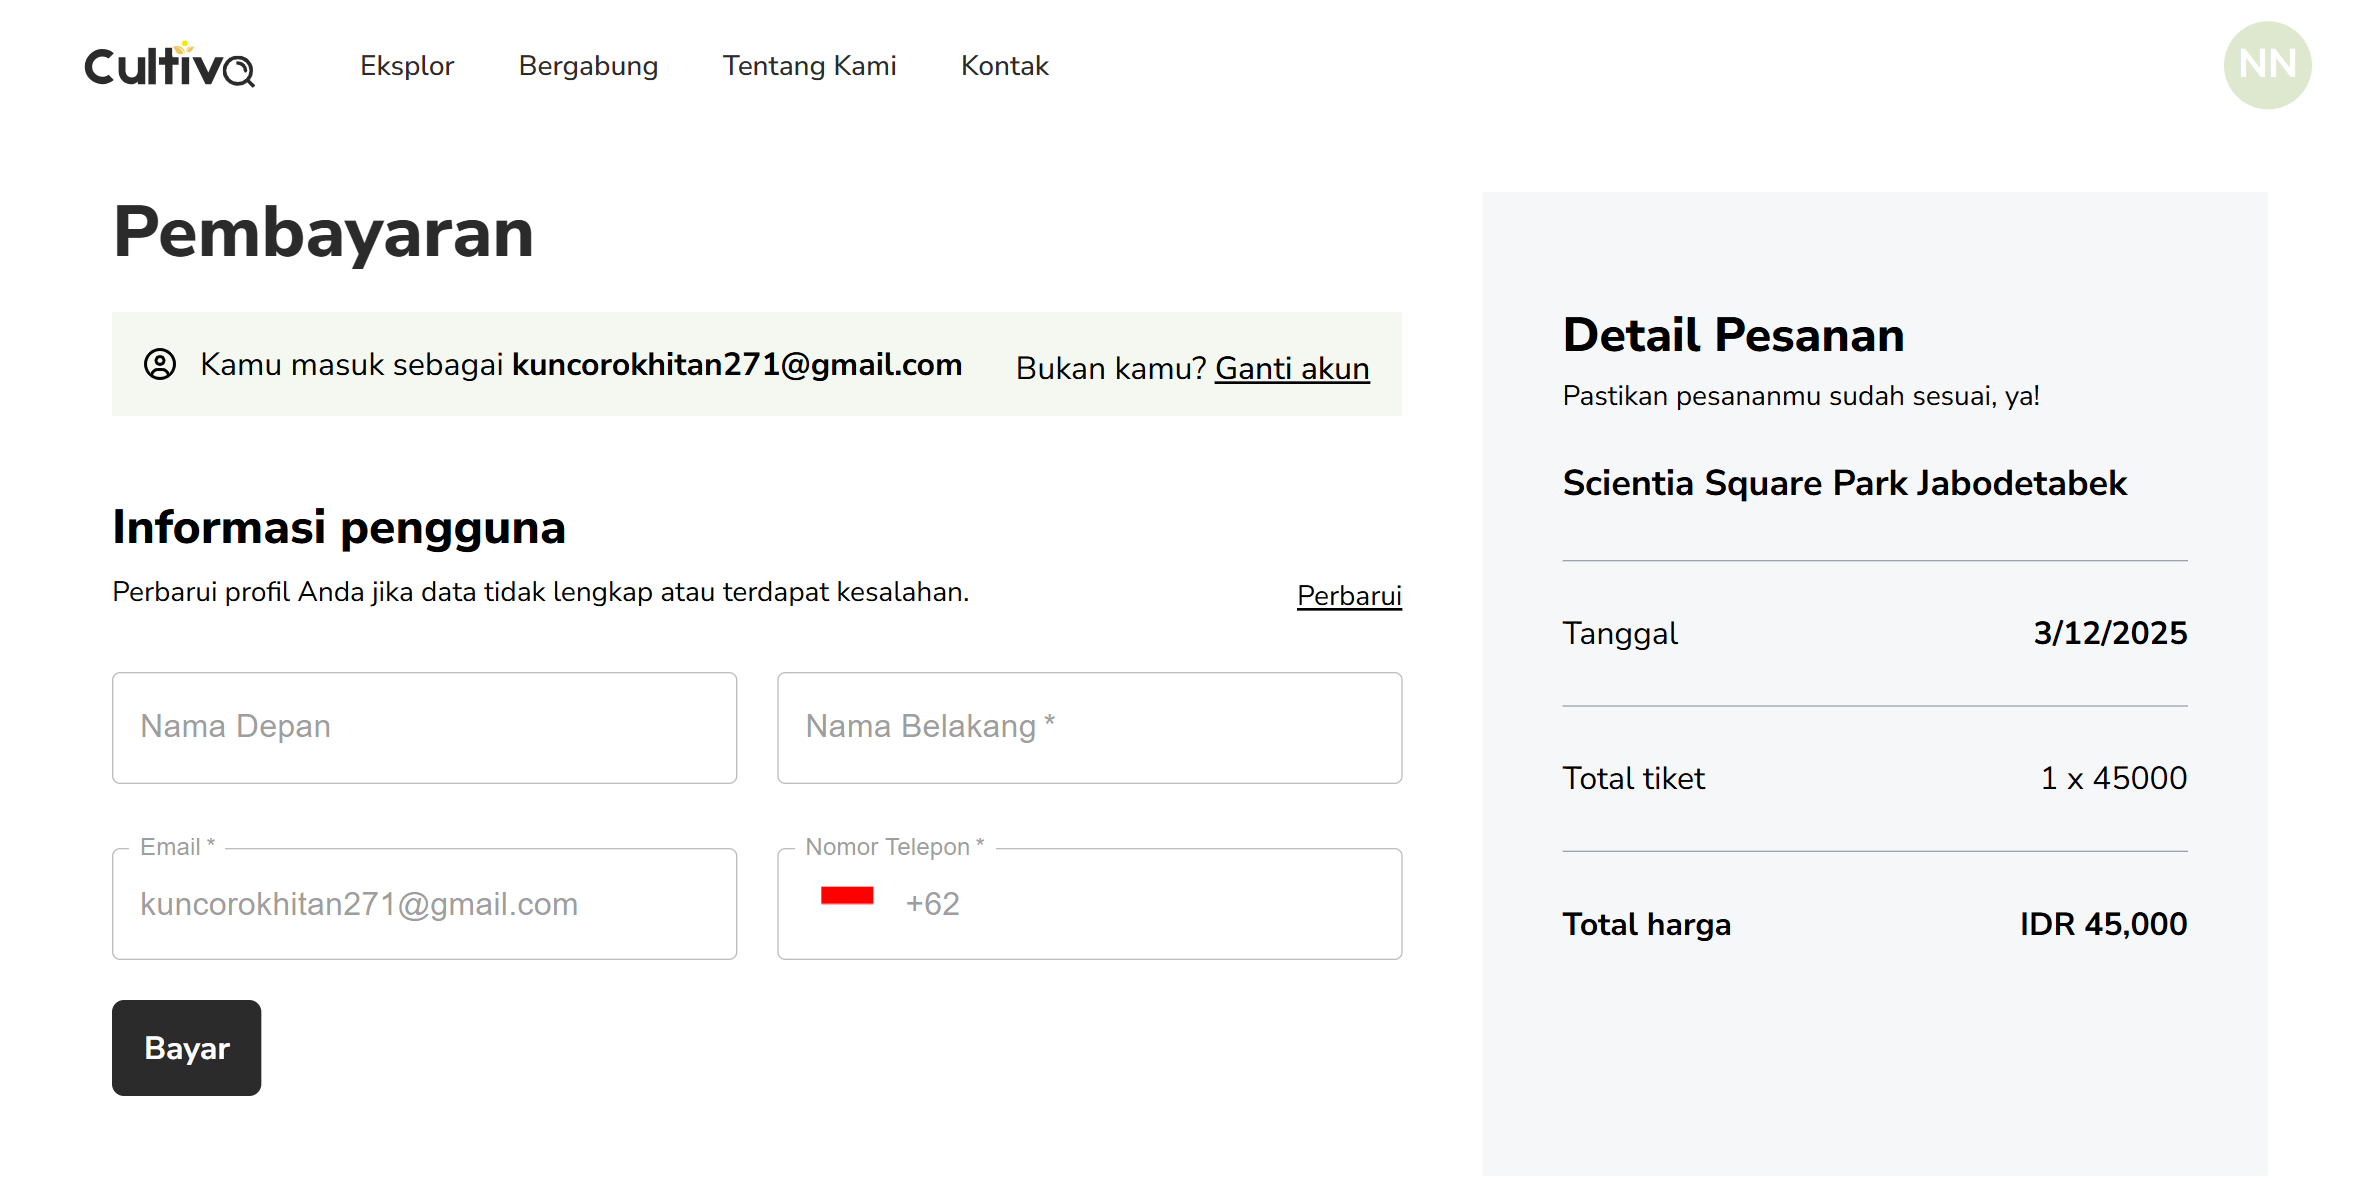 Cultiva
Eksplor
Bergabung
Tentang Kami
Kontak
NN
Pembayaran
Kamu masuk sebagai kuncorokhitan271@gmail.com
Bukan kamu? Ganti akun
Informasi pengguna
Perbarui profil Anda jika data tidak lengkap atau terdapat kesalahan.
Perbarui
Nama Depan
Nama Belakang *
Email *
kuncorokhitan271@gmail.com
Nomor Telepon *
+62
Bayar
Detail Pesanan
Pastikan pesananmu sudah sesuai, ya!
Scientia Square Park Jabodetabek
Tanggal
3/12/2025
Total tiket
1 x 45000
Total harga
IDR 45,000